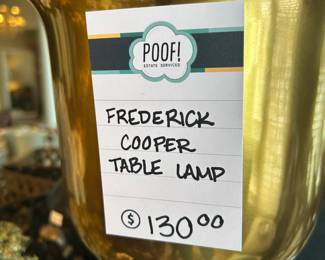 POOF!
ESTATE SERVICES
FREDERICK
COOPER
TABLE LAMP
$ 130.00